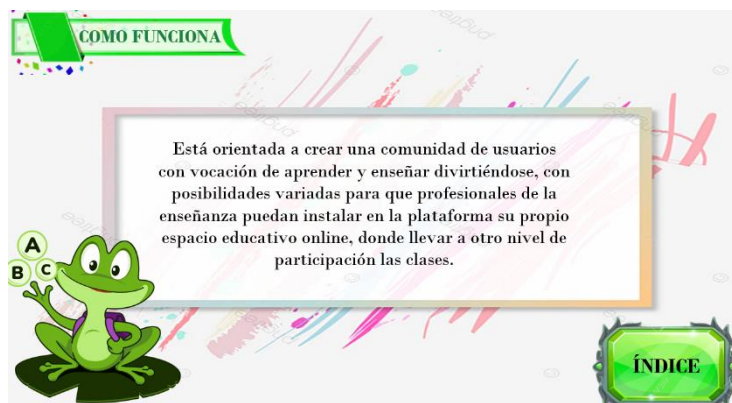 COMO FUNCIONA
Está orientada a crear una comunidad de usuarios
con vocación de aprender y enseñar divirtiéndose, con
posibilidades variadas para que profesionales de la
enseñanza puedan instalar en la plataforma su propio
espacio educativo online, donde llevar a otro nivel de
participación las clases.
A
B C
ÍNDICE